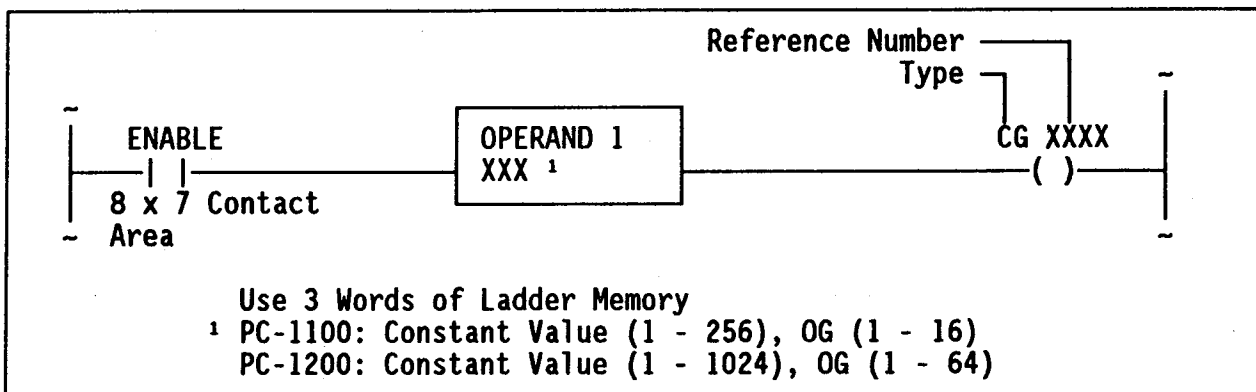 Reference Number
Type
ENABLE
OPERAND 1
XXX ¹
CG XXXX
( )
8 x 7 Contact
Area
Use 3 Words of Ladder Memory
¹ PC-1100: Constant Value (1 - 256), OG (1 - 16)
PC-1200: Constant Value (1 - 1024), OG (1 - 64)